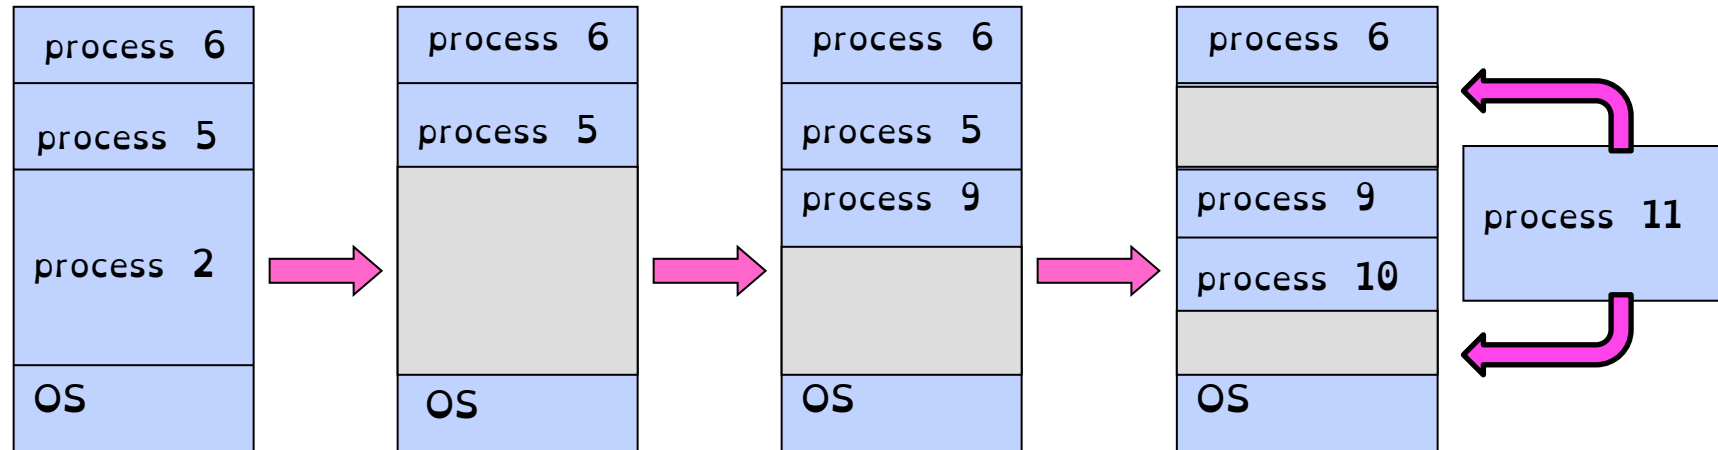 process 6
process 5
process 2
OS
process 6
process 5
OS
process 6
process 5
process 9
OS
process 6
process 9
process 10
OS
process 11